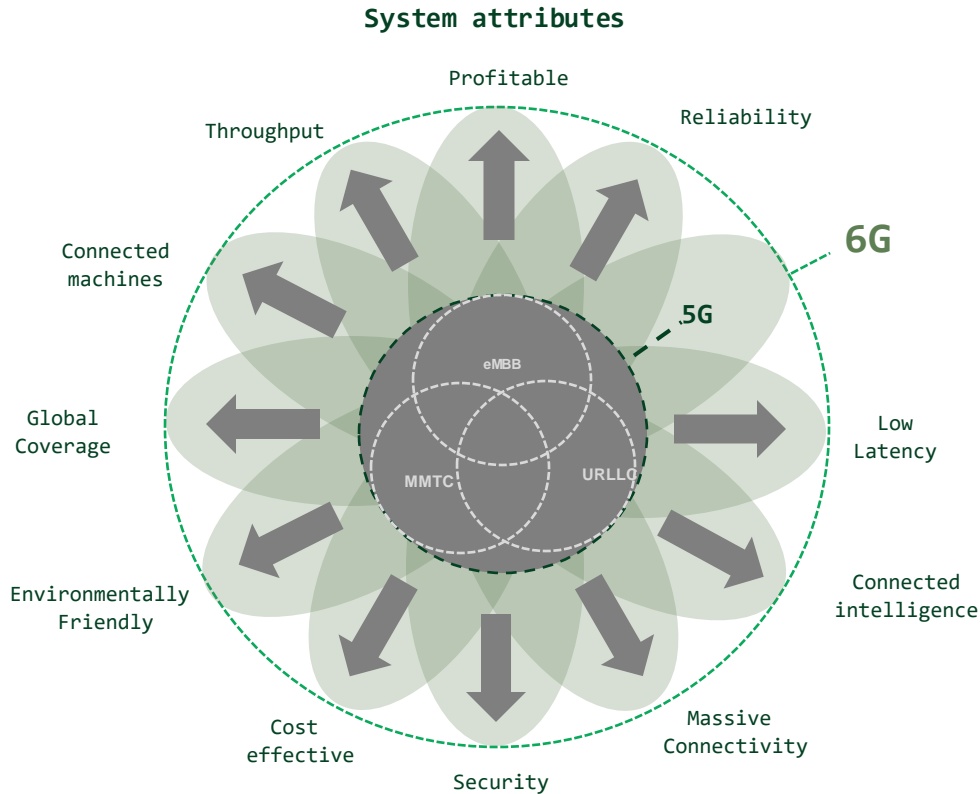 System attributes
Profitable
Reliability
Throughput
6G
Connected
machines
5G
eMBB
Global
Coverage
Low
Latency
MMTC
URLLC
Environmentally
Friendly
Connected
intelligence
Massive
Connectivity
Cost
effective
Security